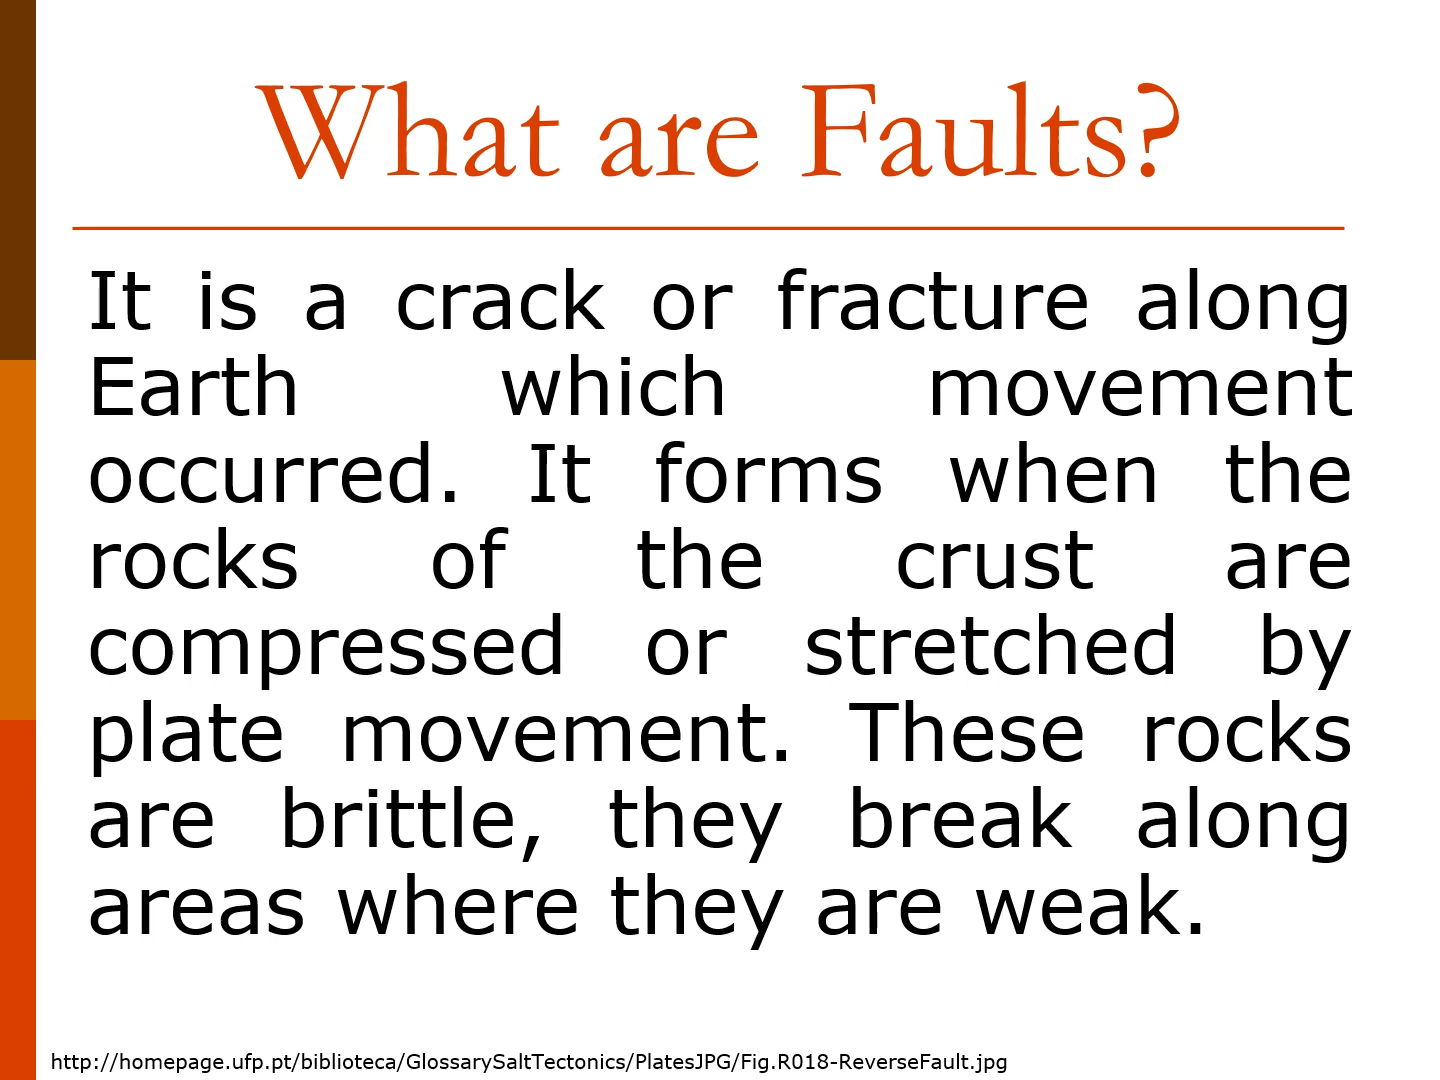 What are Faults?
It is a crack or fracture along
Earth which movement
occurred. It forms when the
rocks of the crust are
compressed or stretched by
plate movement. These rocks
are brittle, they break along
areas where they are weak.
http://homepage.ufp.pt/biblioteca/GlossarySaltTectonics/PlatesJPG/Fig.R018-ReverseFault.jpg